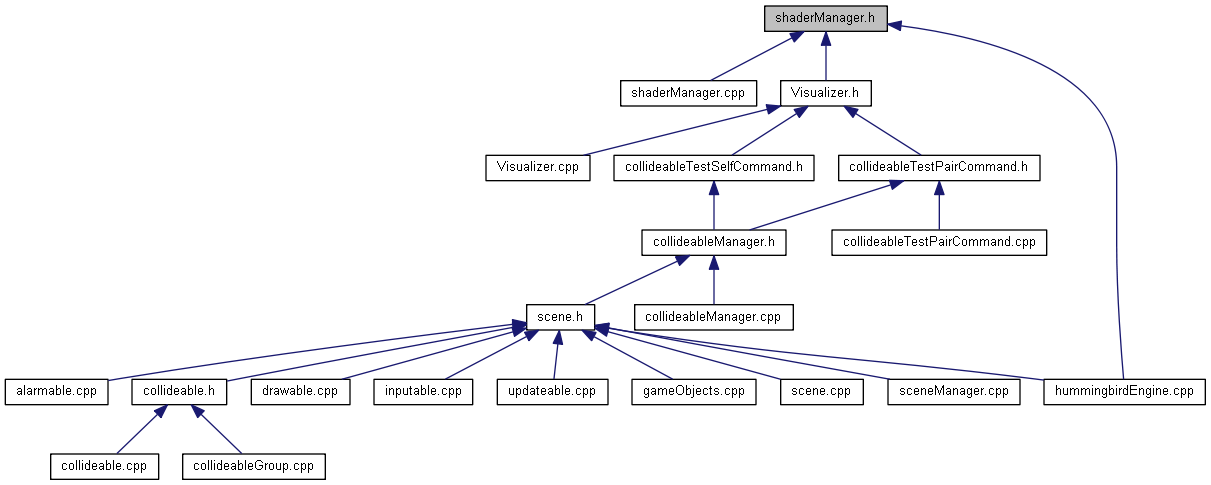 shaderManager.h
shaderManager.cpp
Visualizer.h
Visualizer.cpp
collideableTestSelfCommand.h
collideableTestPairCommand.h
collideableManager.h
collideableTestPairCommand.cpp
scene.h
collideableManager.cpp
alarmable.cpp
collideable.h
drawable.cpp
inputable.cpp
updateable.cpp
gameObjects.cpp
scene.cpp
sceneManager.cpp
hummingbirdEngine.cpp
collideable.cpp
collideableGroup.cpp